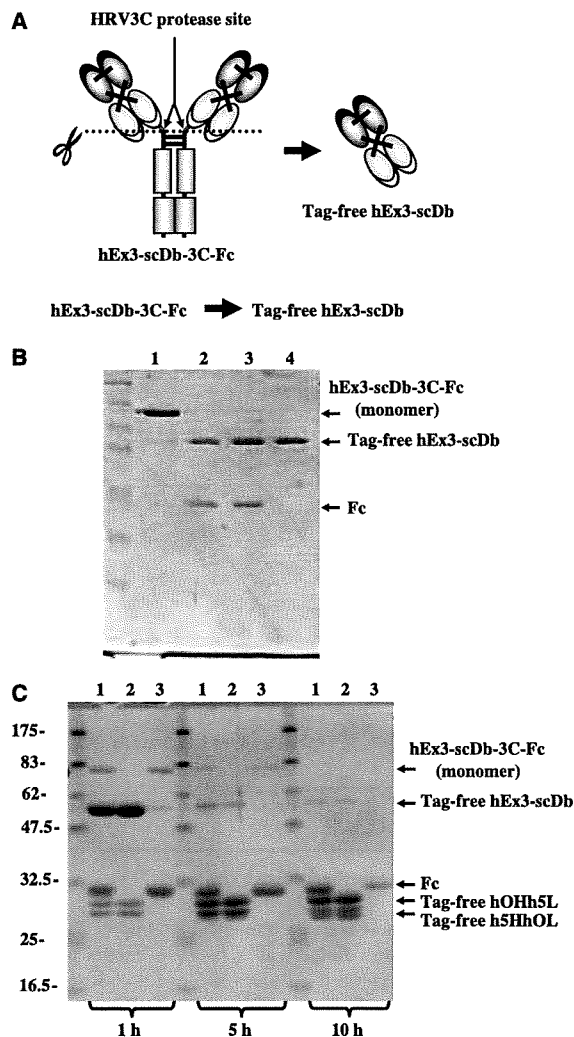 A
HRV3C protease site
Tag-free hEx3-scDb
hEx3-scDb-3C-Fc
hEx3-scDb-3C-Fc Tag-free hEx3-scDb
B
1 2 3 4
hEx3-scDb-3C-Fc
(monomer)
Tag-free hEx3-scDb
Fc
C
1 2 3 1 2 3 1 2 3
175-
83-
62-
47.5-
32.5-
25-
16.5-
hEx3-scDb-3C-Fc
(monomer)
Tag-free hEx3-scDb
Fc
Tag-free hOHh5L
Tag-free h5HhOL
1 h 5 h 10 h